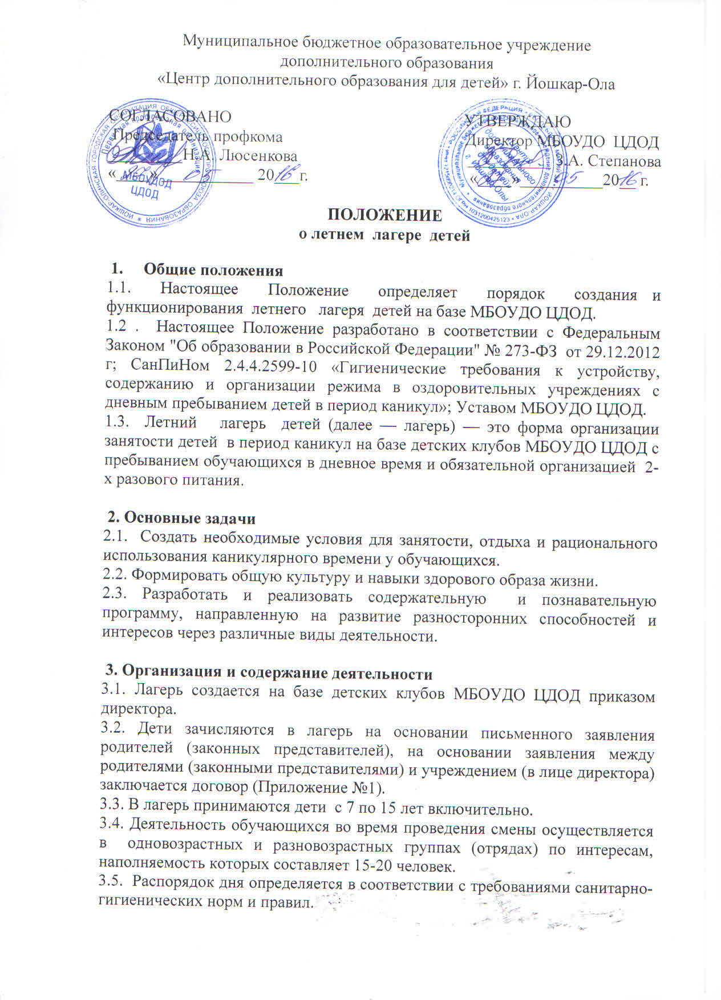 Муниципальное бюджетное образовательное учреждение
дополнительного образования
«Центр дополнительного образования для детей» г. Йошкар-Ола
СОГЛАСОВАНО
Председатель профкома
Н.А. Люсенкова
« » 05 2016 г.
МБОУДОД
ЦДОД
УТВЕРЖДАЮ
Директор МБОУДО ЦДОД
З.А. Степанова
« » 05 2016 г.
ПОЛОЖЕНИЕ
о летнем лагере детей
1. Общие положения
1.1. Настоящее Положение определяет порядок создания и
функционирования летнего лагеря детей на базе МБОУДО ЦДОД.
1.2 . Настоящее Положение разработано в соответствии с Федеральным
Законом "Об образовании в Российской Федерации" № 273-ФЗ от 29.12.2012
г; СанПиНом 2.4.4.2599-10 «Гигиенические требования к устройству,
содержанию и организации режима в оздоровительных учреждениях с
дневным пребыванием детей в период каникул»; Уставом МБОУДО ЦДОД.
1.3. Летний лагерь детей (далее — лагерь) — это форма организации
занятости детей в период каникул на базе детских клубов МБОУДО ЦДОД с
пребыванием обучающихся в дневное время и обязательной организацией 2-
х разового питания.
2. Основные задачи
2.1. Создать необходимые условия для занятости, отдыха и рационального
использования каникулярного времени у обучающихся.
2.2. Формировать общую культуру и навыки здорового образа жизни.
2.3. Разработать и реализовать содержательную и познавательную
программу, направленную на развитие разносторонних способностей и
интересов через различные виды деятельности.
3. Организация и содержание деятельности
3.1. Лагерь создается на базе детских клубов МБОУДО ЦДОД приказом
директора.
3.2. Дети зачисляются в лагерь на основании письменного заявления
родителей (законных представителей), на основании заявления между
родителями (законными представителями) и учреждением (в лице директора)
заключается договор (Приложение №1).
3.3. В лагерь принимаются дети с 7 по 15 лет включительно.
3.4. Деятельность обучающихся во время проведения смены осуществляется
в одновозрастных и разновозрастных группах (отрядах) по интересам,
наполняемость которых составляет 15-20 человек.
3.5. Распорядок дня определяется в соответствии с требованиями санитарно-
гигиенических норм и правил.